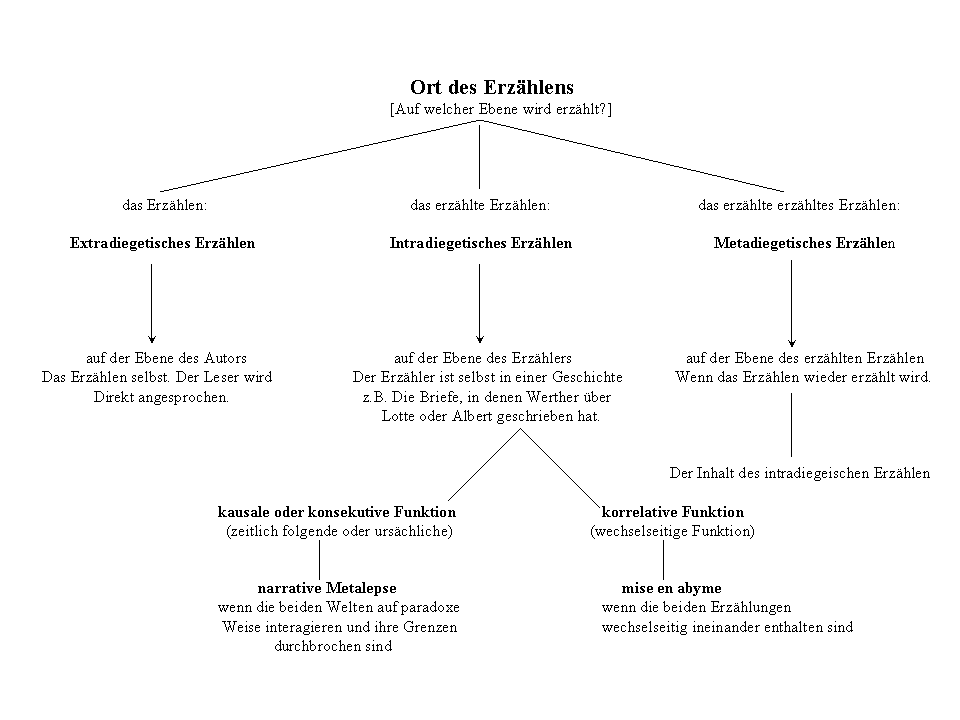 Ort des Erzählens
[Auf welcher Ebene wird erzählt?]
das Erzählen:
das erzählte Erzählen:
das erzählte erzähltes Erzählen:
Extradiegetisches Erzählen
Intradiegetisches Erzählen
Metadiegetisches Erzählen
auf der Ebene des Autors
Das Erzählen selbst. Der Leser wird
Direkt angesprochen.
auf der Ebene des Erzählers
Der Erzähler ist selbst in einer Geschichte
z.B. Die Briefe, in denen Werther über
Lotte oder Albert geschrieben hat.
auf der Ebene des erzählten Erzählen
Wenn das Erzählen wieder erzählt wird.
Der Inhalt des intradiegeischen Erzählen
kausale oder konsekutive Funktion
(zeitlich folgende oder ursächliche)
korrelative Funktion
(wechselseitige Funktion)
narrative Metalepse
wenn die beiden Welten auf paradoxe
Weise interagieren und ihre Grenzen
durchbrochen sind
mise en abyme
wenn die beiden Erzählungen
wechselseitig ineinander enthalten sind